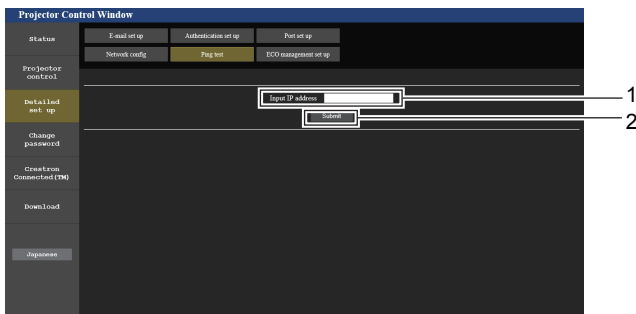 Projector Control Window
Status
E-mail set up
Authentication set up
Port set up
Network config
Ping test
ECO management set up
Projector
control
Input IP address
1
Submit
2
Detailed
set up
Change
password
Crestron
Connected(TM)
Download
Japanese